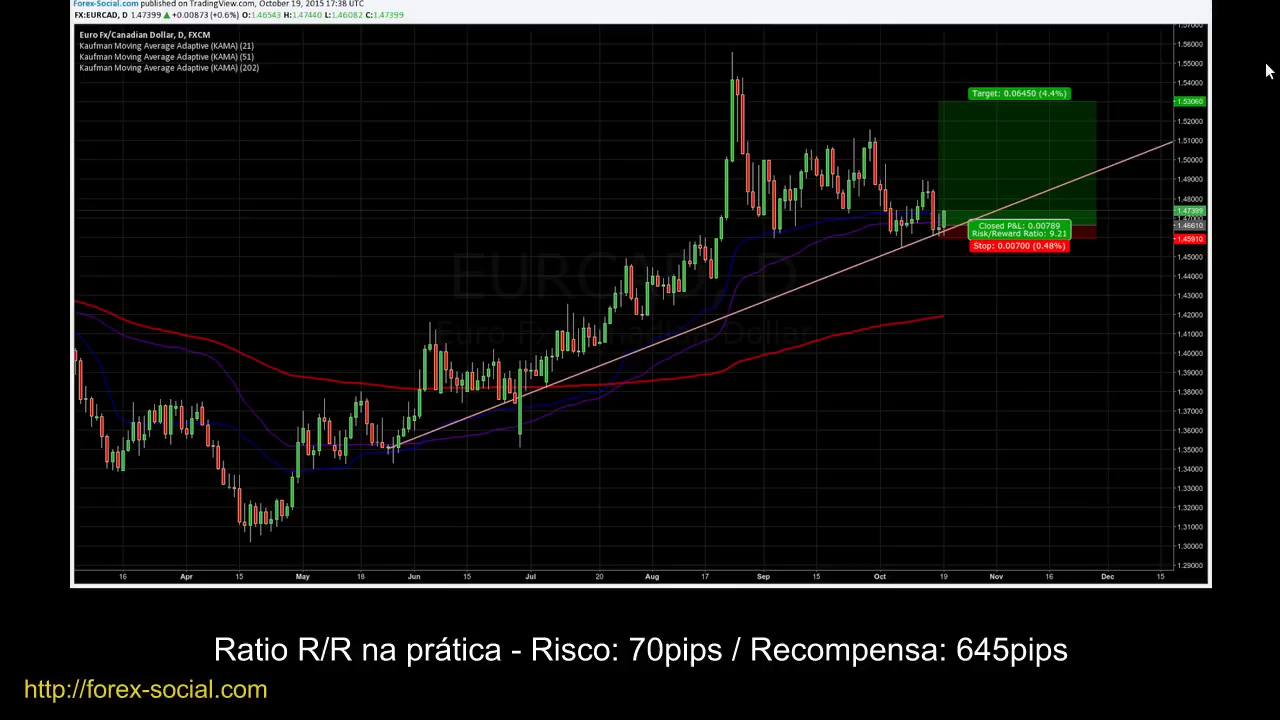 Forex-Social.com published on TradingView.com, October 19, 2015 17:38 UTC
FX:EURCAD, D 1.47399 ▲ +0.00873 (+0.6%) O:1.46543 H:1.47440 L:1.46082 C:1.47399
Euro Fx/Canadian Dollar, D, FXCM
Kaufman Moving Average Adaptive (KAMA) (21)
Kaufman Moving Average Adaptive (KAMA) (51)
Kaufman Moving Average Adaptive (KAMA) (202)
EURCAD, D
Euro Fx/Canadian Dollar
Target: 0.06450 (4.4%)
Closed P&L: 0.00789
Risk/Reward Ratio: 9.21
Stop: 0.00700 (0.48%)
1.57000
1.56000
1.55000
1.54000
1.53060
1.52000
1.51000
1.50000
1.49000
1.48000
1.47399
1.46610
1.45910
1.44000
1.43000
1.42000
1.41000
1.40000
1.39000
1.38000
1.37000
1.36000
1.35000
1.34000
1.33000
1.32000
1.31000
1.30000
1.29000
16 Apr 15 May 18 Jun 15 Jul 20 Aug 17 Sep 15 Oct 19 Nov 16 Dec 15
Ratio R/R na prática - Risco: 70pips / Recompensa: 645pips
http://forex-social.com